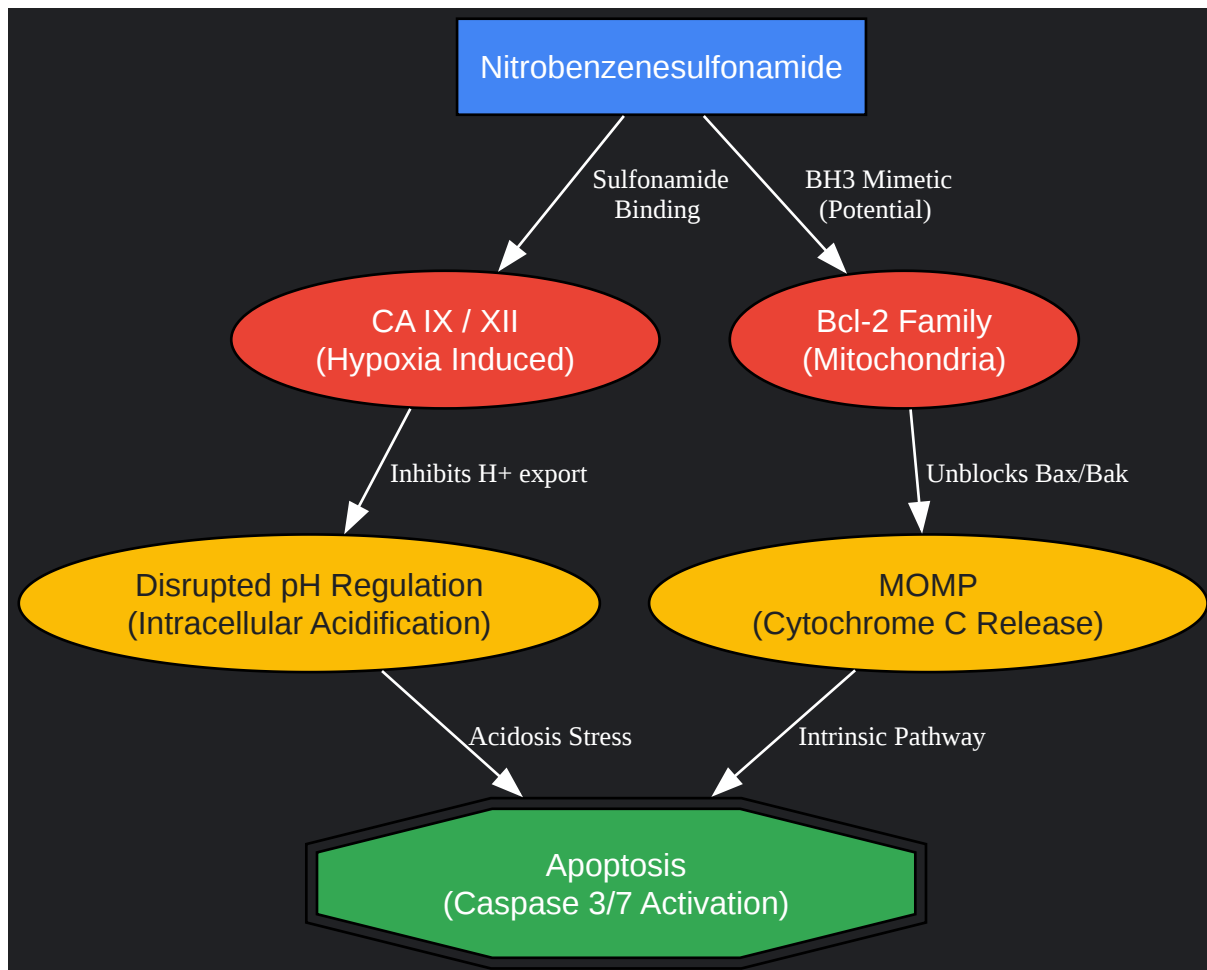 Nitrobenzenesulfonamide
Sulfonamide
Binding
BH3 Mimetic
(Potential)
CA IX / XII
(Hypoxia Induced)
Bcl-2 Family
(Mitochondria)
Inhibits H+ export
Unblocks Bax/Bak
Disrupted pH Regulation
(Intracellular Acidification)
MOMP
(Cytochrome C Release)
Acidosis Stress
Intrinsic Pathway
Apoptosis
(Caspase 3/7 Activation)